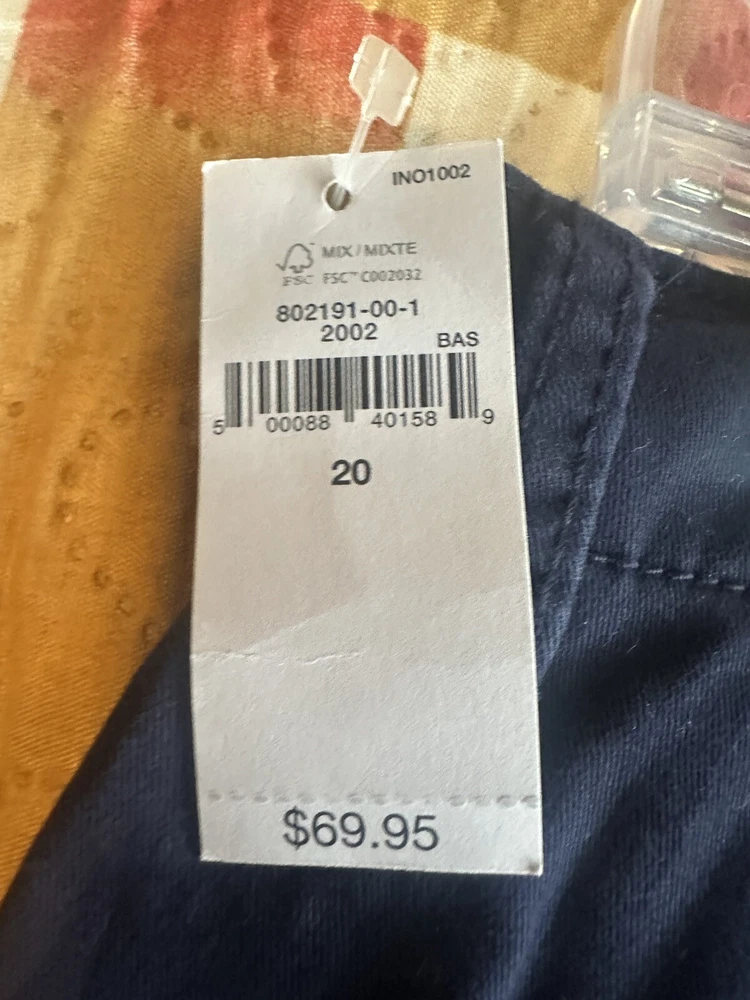 INO1002
MIX/MIXTE
FSC FSC™ C002032
802191-00-1
2002
BAS
5 00088 40158 9
20
$69.95